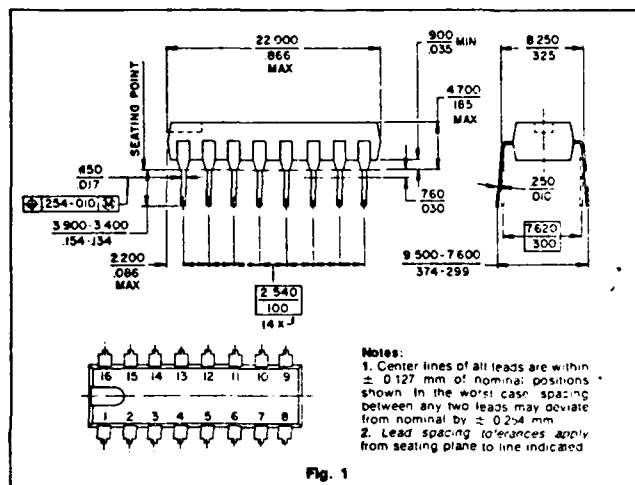 22 000
.866
MAX
.900
.035 MIN
8 250
325
SEATING POINT
4 700
185
MAX
450
0.017
254-010 M
3 900-3 400
.154-.134
760
030
250
010
7620
300
2.200
.086
MAX
9 500-7 600
374-299
2 540
100
14 x
16 15 14 13 12 11 10 9
1 2 3 4 5 6 7 8
Notes:
1. Center lines of all leads are within
± 0.127 mm of nominal positions
shown. In the worst case spacing
between any two leads may deviate
from nominal by ± 0.254 mm
2. Lead spacing tolerances apply
from seating plane to line indicated
Fig. 1